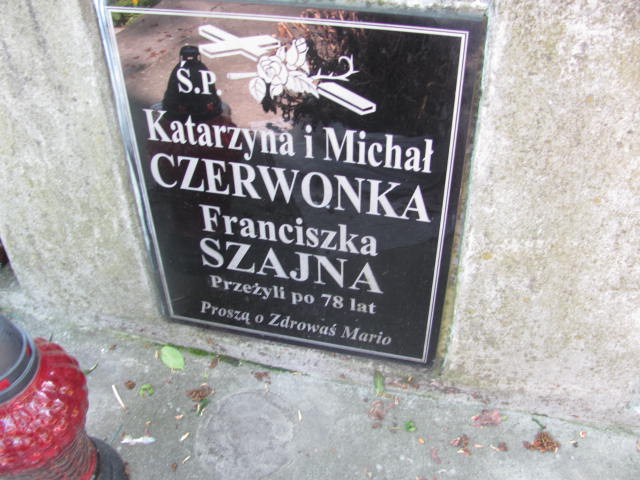 Ś.P.
Katarzyna i Michał
CZERWONKA
Franciszka
SZAJNA
Przeżyli po 78 lat
Proszą o Zdrowaś Mario